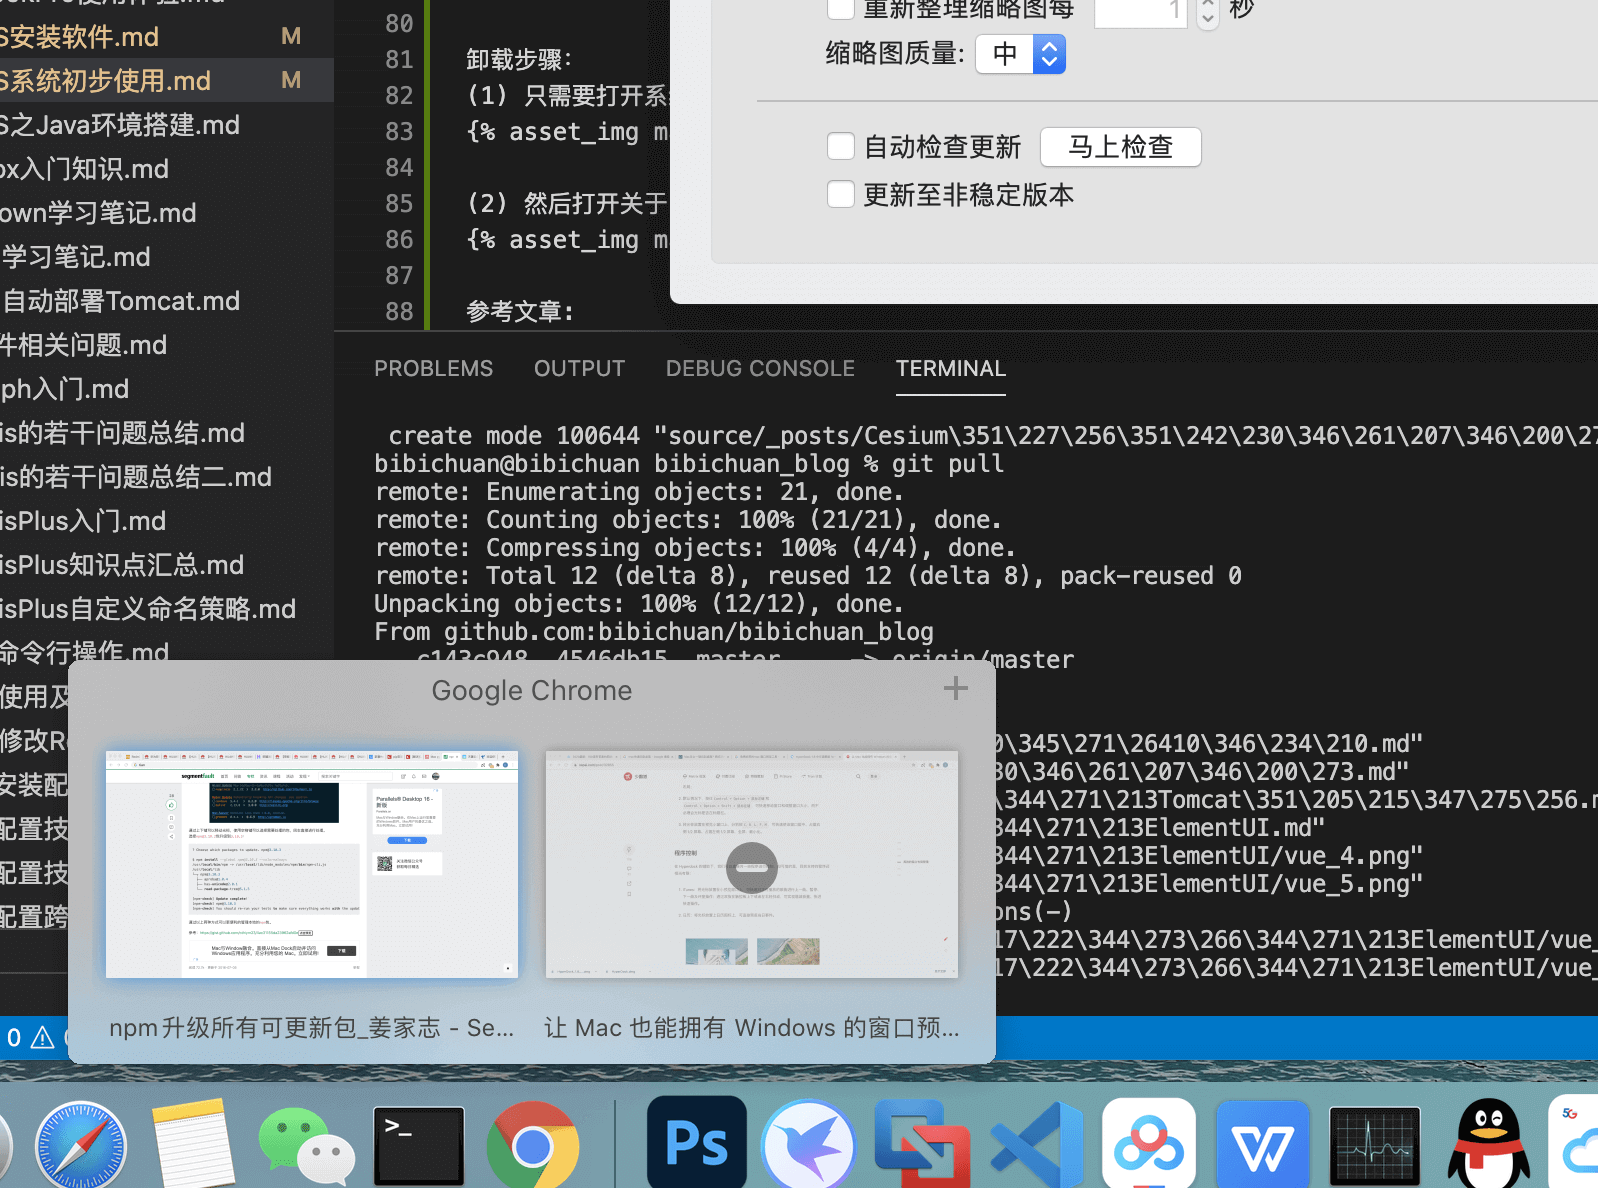 S安装软件.md M
S系统初步使用.md M
S之Java环境搭建.md
ox入门知识.md
own学习笔记.md
学习笔记.md
自动部署Tomcat.md
件相关问题.md
ph入门.md
is的若干问题总结.md
is的若干问题总结二.md
isPlus入门.md
isPlus知识点汇总.md
isPlus自定义命名策略.md
命令行操作.md
使用及
修改R
安装配
配置技
配置技
配置跨
0
80
81 卸载步骤：
82 (1) 只需要打开系
83 {% asset_img m
84
85 (2) 然后打开关于
86 {% asset_img m
87
88 参考文章：
重新整理缩略图每 1 秒
缩略图质量: 中
自动检查更新 马上检查
更新至非稳定版本
PROBLEMS OUTPUT DEBUG CONSOLE TERMINAL
create mode 100644 "source/_posts/Cesium\351\227\256\351\242\230\346\261\207\346\200\27
bibichuan@bibichuan bibichuan_blog % git pull
remote: Enumerating objects: 21, done.
remote: Counting objects: 100% (21/21), done.
remote: Compressing objects: 100% (4/4), done.
remote: Total 12 (delta 8), reused 12 (delta 8), pack-reused 0
Unpacking objects: 100% (12/12), done.
From github.com:bibichuan/bibichuan_blog
c143c948..4546db15 master -> origin/master
\345\271\26410\346\234\210.md"
30\346\261\207\346\200\273.md"
\344\271\213Tomcat\351\205\215\347\275\256.m
344\271\213ElementUI.md"
344\271\213ElementUI/vue_4.png"
344\271\213ElementUI/vue_5.png"
ons(-)
17\222\344\273\266\344\271\213ElementUI/vue_
17\222\344\273\266\344\271\213ElementUI/vue_
Google Chrome
segmentfault
Parallels® Desktop 16 -
程序控制
npm升级所有可更新包_姜家志 - Se...
让 Mac 也能拥有 Windows 的窗口预...
>_
Ps
W
5G